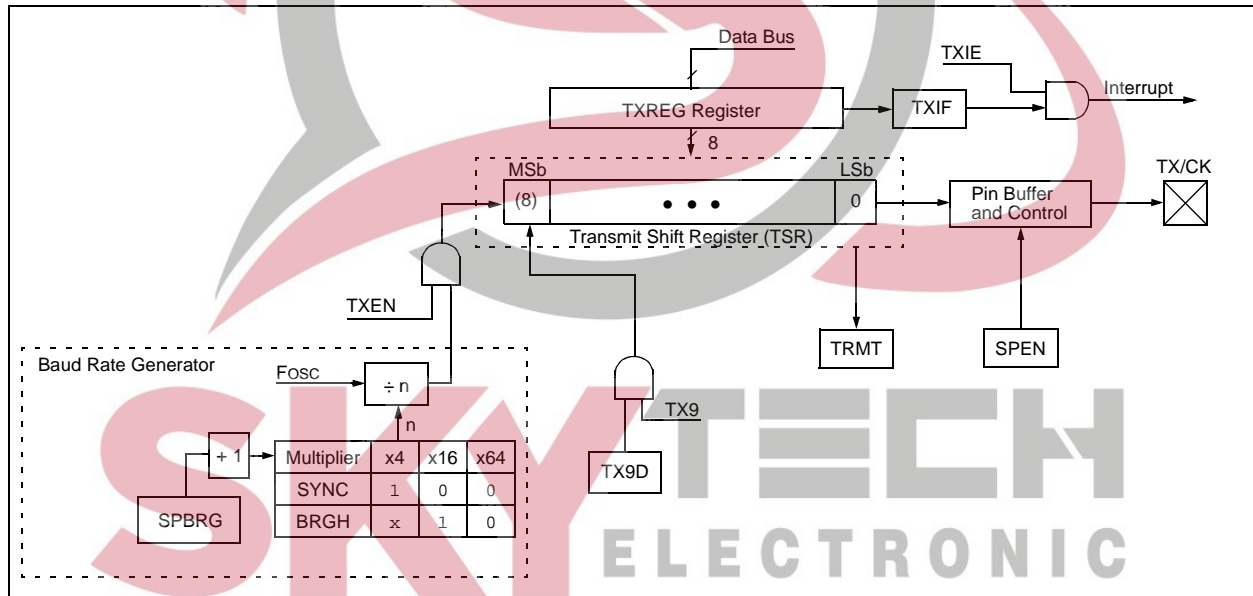 Data Bus
TXIE
Interrupt
TXREG Register
TXIF
8
MSb
LSb
TX/CK
(8)
• • •
0
Pin Buffer
and Control
Transmit Shift Register (TSR)
TXEN
TRMT
SPEN
Baud Rate Generator
FOSC
÷ n
n
TX9
+ 1
Multiplier x4 x16 x64
TX9D
SYNC 1 0 0
SPBRG
BRGH x 1 0
SKY TECH
ELECTRONIC